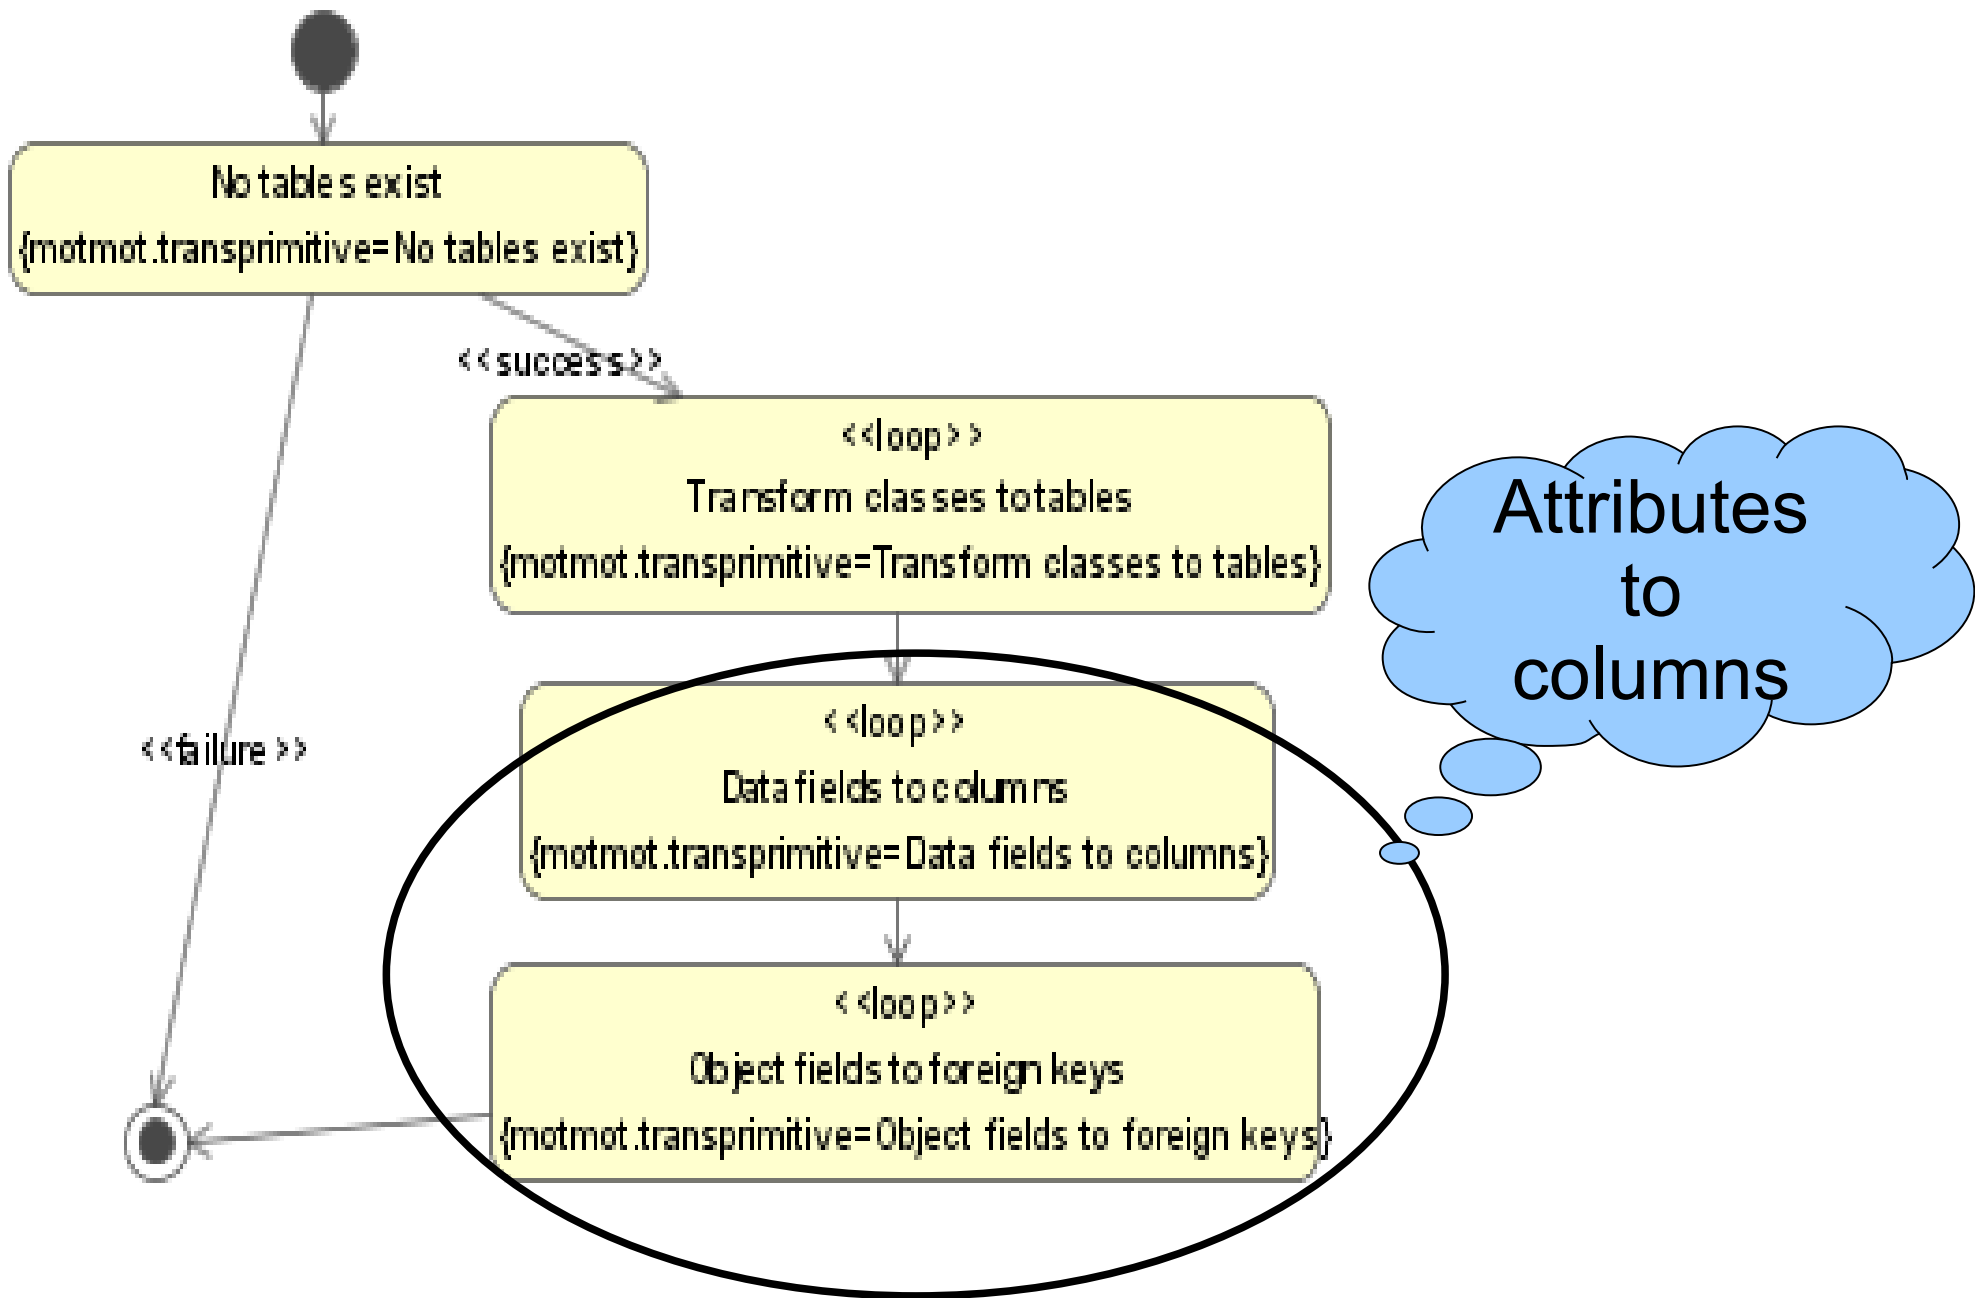 No tables exist
{motmot.transprimitive=No tables exist}
<<success>>
<<loop>>
Transform classes to tables
{motmot.transprimitive=Transform classes to tables}
Attributes
to
columns
<<failure>>
<<loop>>
Data fields to columns
{motmot.transprimitive=Data fields to columns}
<<loop>>
Object fields to foreign keys
{motmot.transprimitive=Object fields to foreign keys}